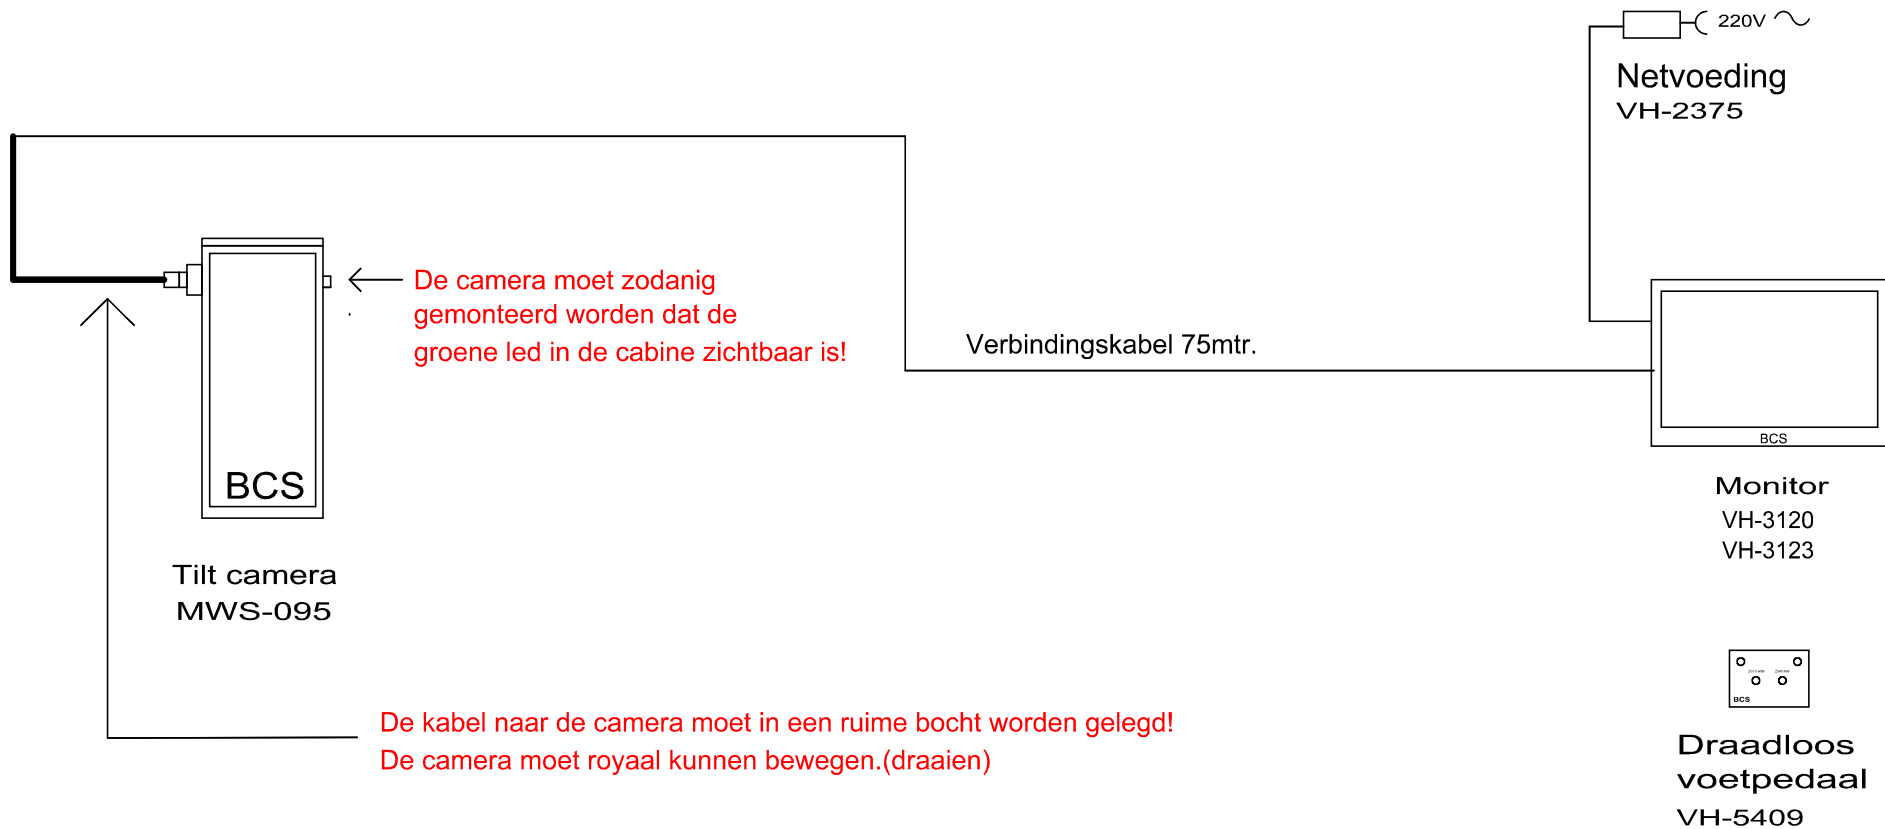 220V
Netvoeding
VH-2375
De camera moet zodanig
gemonteerd worden dat de
groene led in de cabine zichtbaar is!
Verbindingskabel 75mtr.
BCS
BCS
Monitor
VH-3120
VH-3123
Tilt camera
MWS-095
De kabel naar de camera moet in een ruime bocht worden gelegd!
De camera moet royaal kunnen bewegen.(draaien)
BCS
Draadloos
voetpedaal
VH-5409